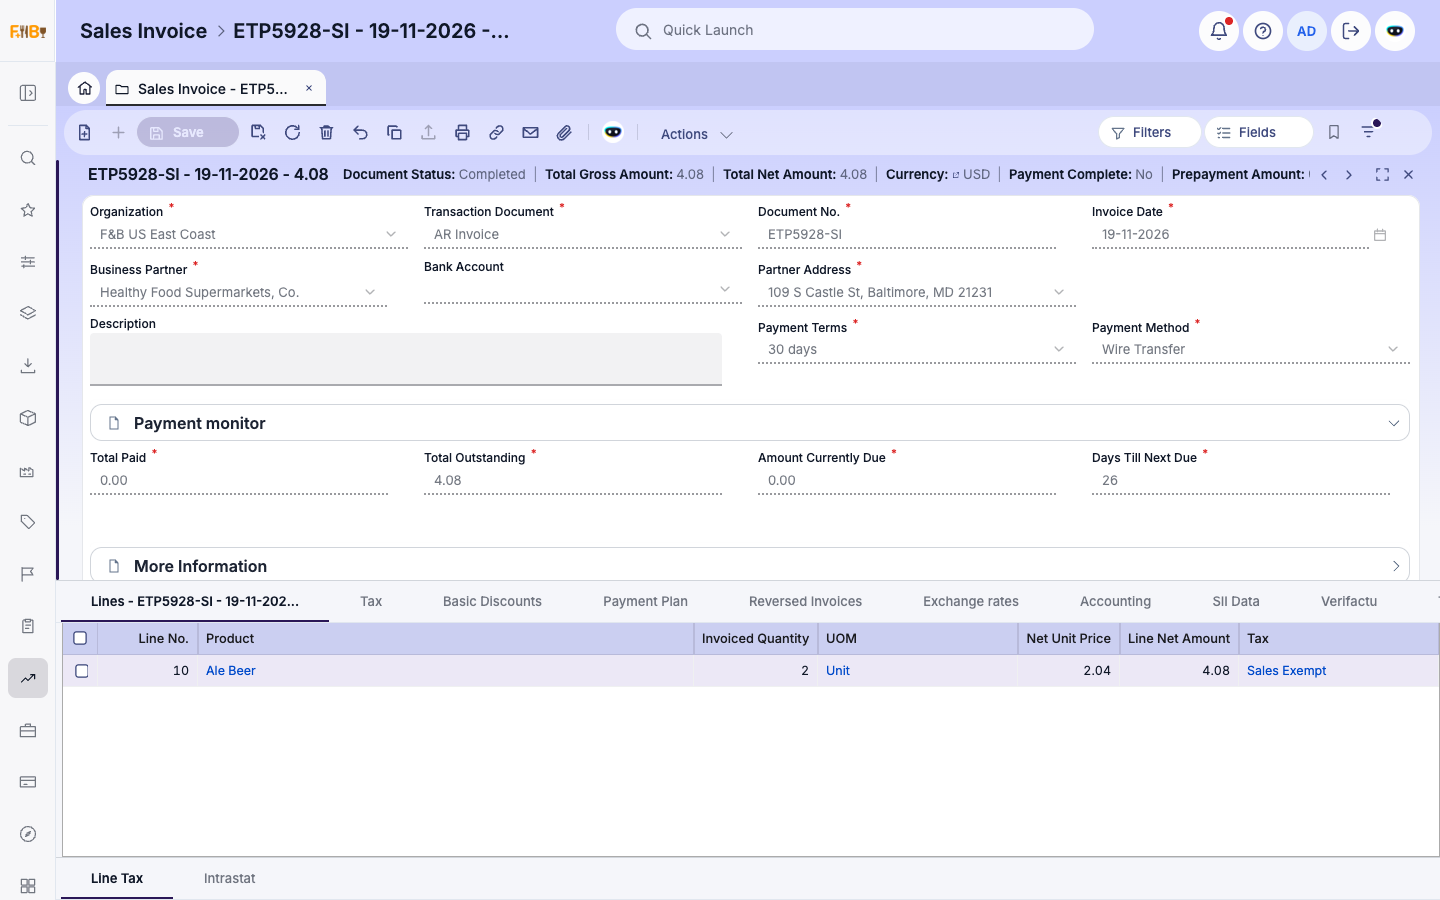 F&B
Sales Invoice > ETP5928-SI - 19-11-2026 -...
Quick Launch
AD
Sales Invoice - ETP5...
Save
Actions
Filters
Fields
ETP5928-SI - 19-11-2026 - 4.08
Document Status: Completed | Total Gross Amount: 4.08 | Total Net Amount: 4.08 | Currency: USD | Payment Complete: No | Prepayment Amount:
Organization * Transaction Document * Document No. * Invoice Date *
F&B US East Coast AR Invoice ETP5928-SI 19-11-2026
Business Partner * Bank Account Partner Address *
Healthy Food Supermarkets, Co. 109 S Castle St, Baltimore, MD 21231
Description Payment Terms * Payment Method *
30 days Wire Transfer
Payment monitor
Total Paid * Total Outstanding * Amount Currently Due * Days Till Next Due *
0.00 4.08 0.00 26
More Information
Lines - ETP5928-SI - 19-11-202... Tax Basic Discounts Payment Plan Reversed Invoices Exchange rates Accounting SII Data Verifactu
Line No. Product Invoiced Quantity UOM Net Unit Price Line Net Amount Tax
10 Ale Beer 2 Unit 2.04 4.08 Sales Exempt
Line Tax Intrastat